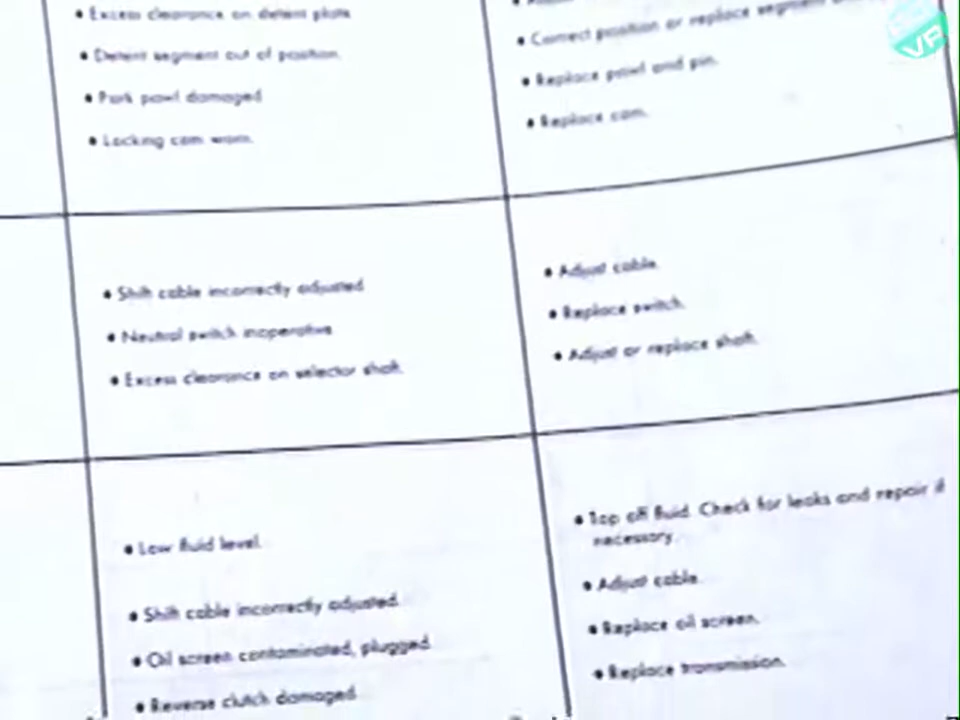 • Excess clearance on detent plate
• Detent segment out of position.
• Park pawl damaged
• Locking cam worn.
• Correct position or replace segment
• Replace pawl and pin.
• Replace cam.
• Shift cable incorrectly adjusted
• Neutral switch inoperative
• Excess clearance on selector shaft.
• Adjust cable.
• Replace switch.
• Adjust or replace shaft.
• Low fluid level.
• Shift cable incorrectly adjusted.
• Oil screen contaminated, plugged.
• Reverse clutch damaged
• Top off fluid. Check for leaks and repair if
necessary.
• Adjust cable.
• Replace oil screen.
• Replace transmission.
VR